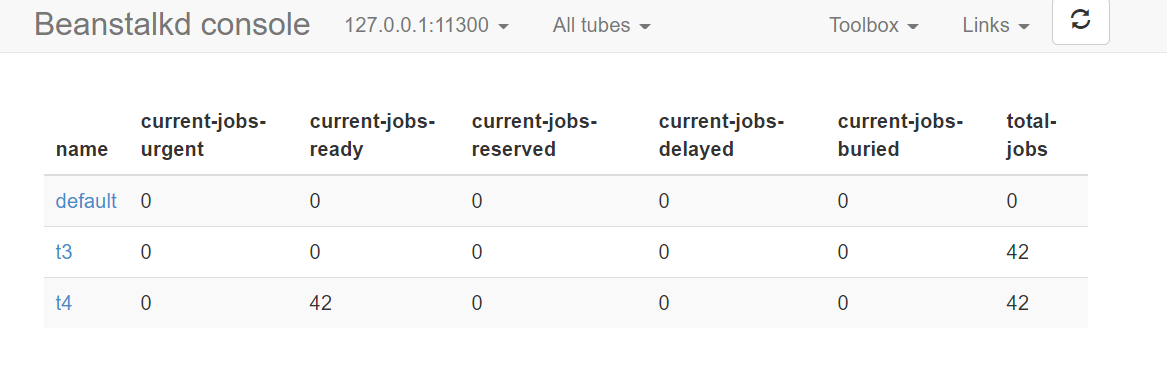 Beanstalkd console 127.0.0.1:11300 All tubes Toolbox Links
name current-jobs-urgent current-jobs-ready current-jobs-reserved current-jobs-delayed current-jobs-buried total-jobs
default 0 0 0 0 0 0
t3 0 0 0 0 0 42
t4 0 42 0 0 0 42